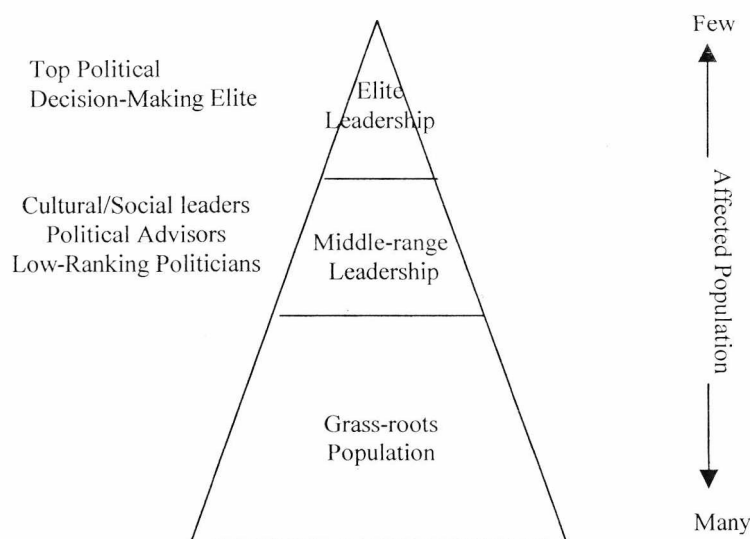 Few
Top Political
Decision-Making Elite
Elite
Leadership
Cultural/Social leaders
Political Advisors
Low-Ranking Politicians
Middle-range
Leadership
Affected Population
Grass-roots
Population
Many